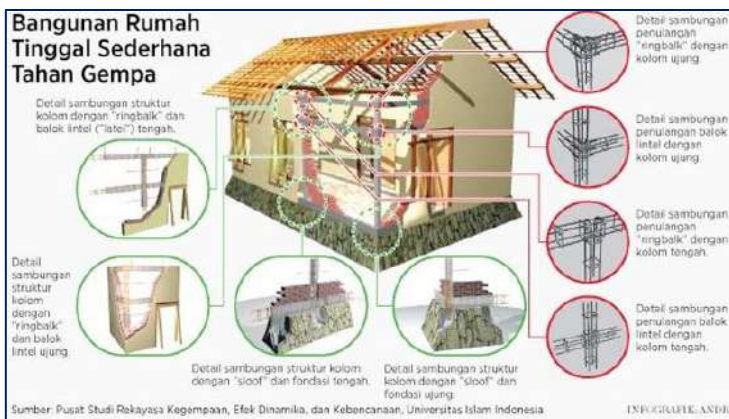 Bangunan Rumah
Tinggal Sederhana
Tahan Gempa
Detail sambungan struktur
kolom dengan "ringbalk" dan
balok lintel ("latei") tengah.
Detail
sambungan
struktur
kolom
dengan
"ringbalk"
dan balok
lintel ujung.
Detail sambungan struktur kolom
dengan "sloof" dan fondasi tengah.
Detail sambungan struktur
kolom dengan "sloof" dan
fondasi ujung.
Detail sambungan
penulangan
"ringbalk" dengan
kolom ujung.
Detail sambungan
penulangan balok
lintel dengan
kolom ujung.
Detail sambungan
penulangan
"ringbalk" dengan
kolom tengah.
Detail sambungan
penulangan balok
lintel dengan
kolom tengah.
Sumber: Pusat Studi Rekayasa Kegempaan, Efek Dinamika, dan Kebencanaan, Universitas Islam Indonesia
INFOGRAFIK: ANDRI